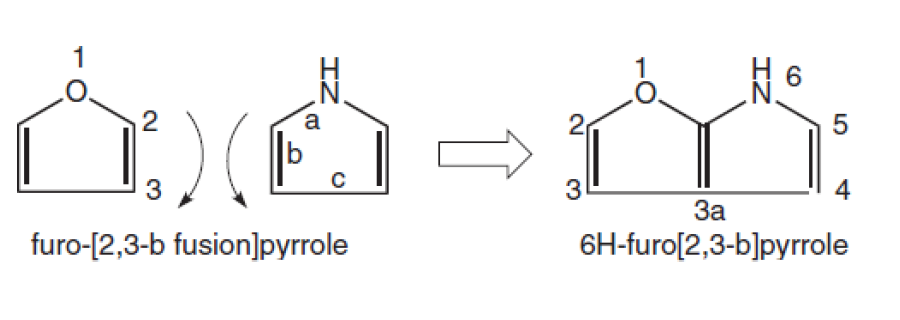 1
O
2
3
H
N
a
b
c
furo-[2,3-b fusion]pyrrole
1
O
H
N
6
2
5
3
4
3a
6H-furo[2,3-b]pyrrole